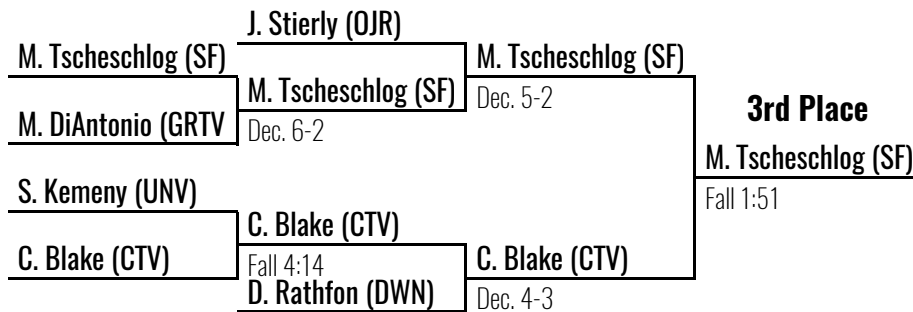 J. Stierly (OJR)
M. Tscheschlog (SF)
M. Tscheschlog (SF)
M. Tscheschlog (SF)
Dec. 5-2
M. DiAntonio (GRTV
Dec. 6-2
3rd Place
M. Tscheschlog (SF)
Fall 1:51
S. Kemeny (UNV)
C. Blake (CTV)
C. Blake (CTV)
Fall 4:14
C. Blake (CTV)
D. Rathfon (DWN)
Dec. 4-3